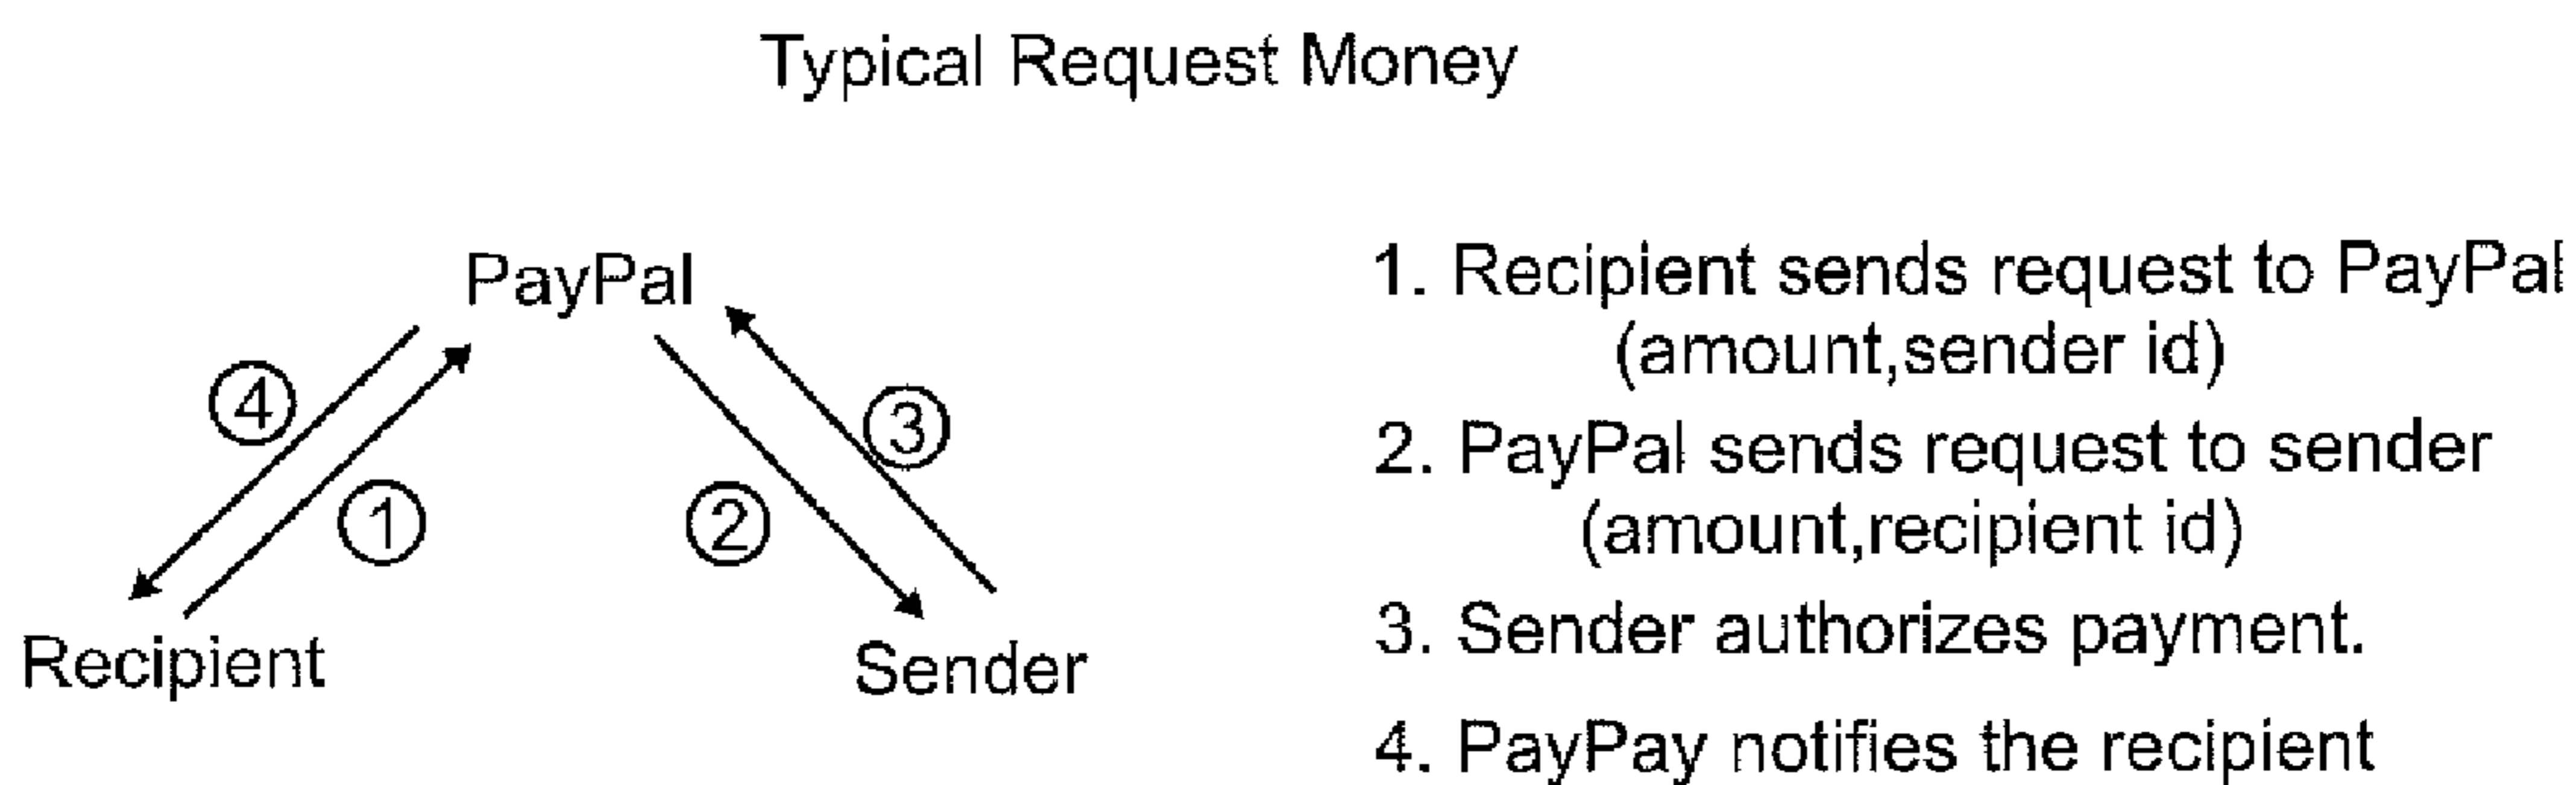 Typical Request Money
PayPal
4
1
2
3
Recipient
Sender
1. Recipient sends request to PayPal
(amount,sender id)
2. PayPal sends request to sender
(amount,recipient id)
3. Sender authorizes payment.
4. PayPay notifies the recipient